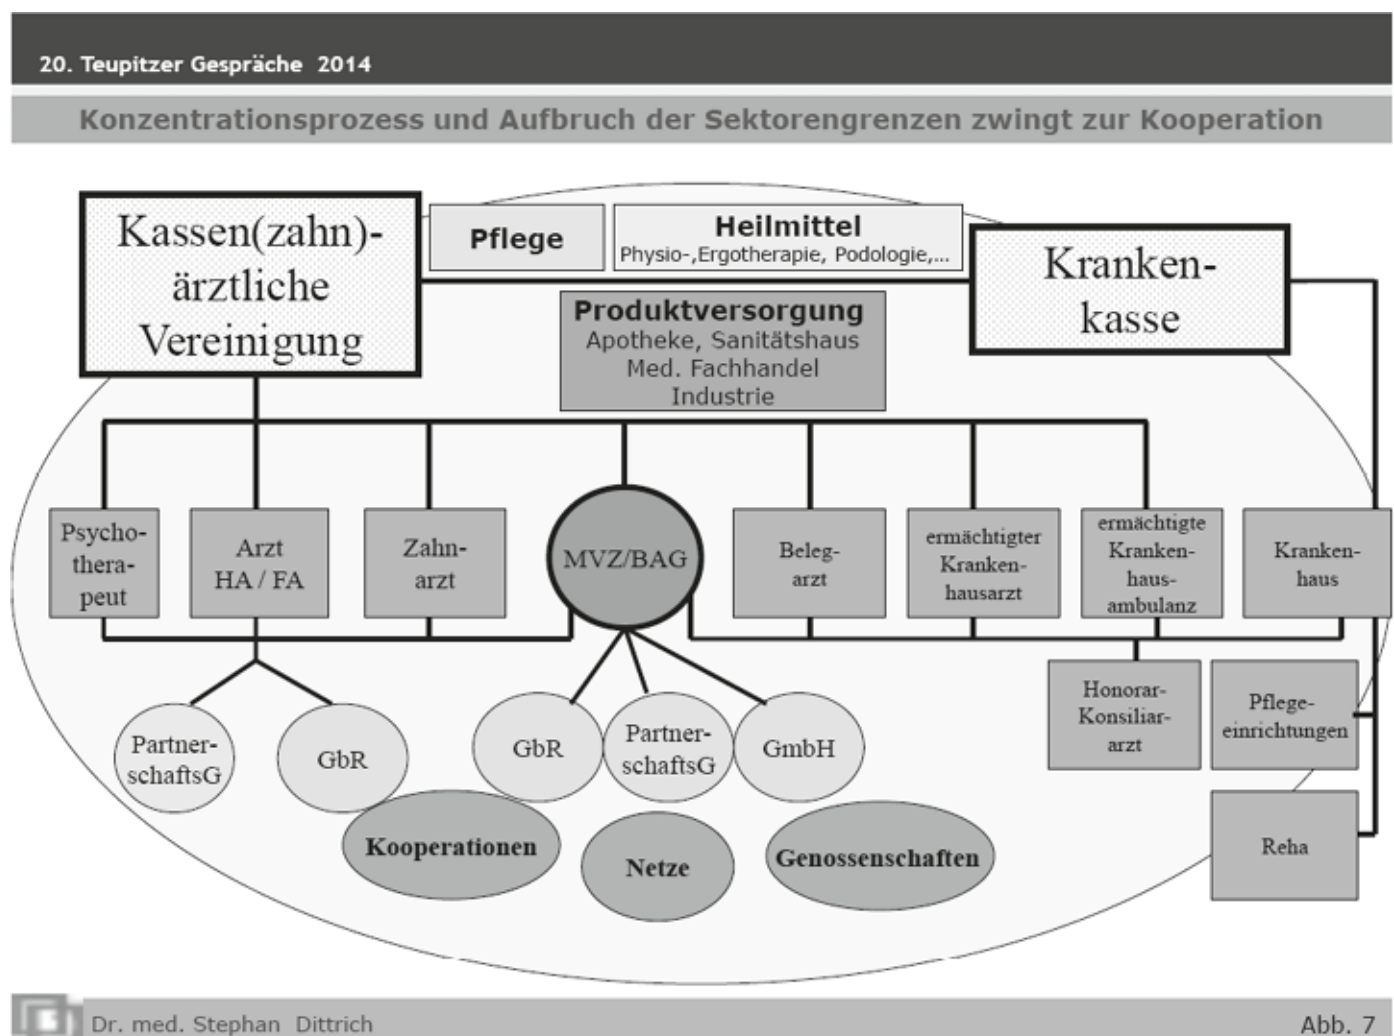 20. Teupitzer Gespräche 2014
Konzentrationsprozess und Aufbruch der Sektorengrenzen zwingt zur Kooperation
Kassen(zahn)-
ärztliche
Vereinigung
Pflege
Heilmittel
Physio-,Ergotherapie, Podologie,...
Kranken-
kasse
Produktversorgung
Apotheke, Sanitätshaus
Med. Fachhandel
Industrie
Psycho-
thera-
peut
Arzt
HA / FA
Zahn-
arzt
MVZ/BAG
Beleg-
arzt
ermächtigter
Kranken-
hausarzt
ermächtigte
Kranken-
haus-
ambulanz
Kranken-
haus
Partner-
schaftsG
GbR
GbR
Partner-
schaftsG
GmbH
Honorar-
Konsiliar-
arzt
Pflege-
einrichtungen
Kooperationen
Netze
Genossenschaften
Reha
Dr. med. Stephan Dittrich
Abb. 7